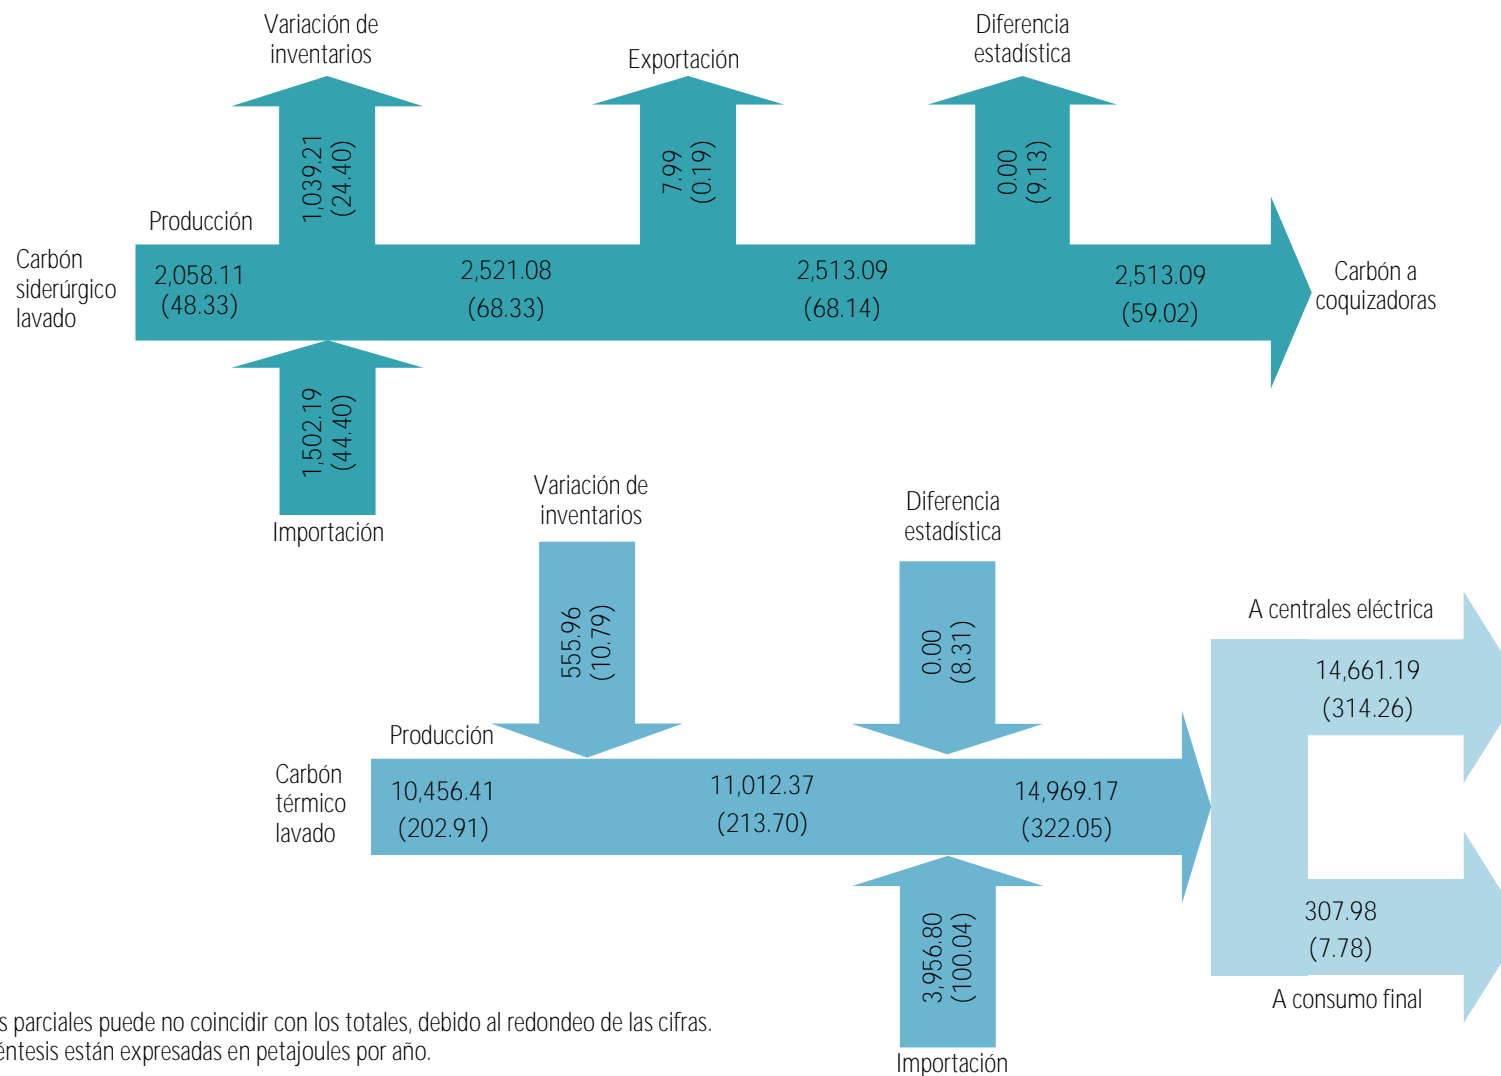 Variación de
inventarios
Exportación
Diferencia
estadística
1,039.21
(24.40)
7.99
(0.19)
0.00
(9.13)
Producción
Carbón
siderúrgico
lavado
2,058.11
(48.33)
2,521.08
(68.33)
2,513.09
(68.14)
2,513.09
(59.02)
Carbón a
coquizadoras
1,502.19
(44.40)
Importación
Variación de
inventarios
Diferencia
estadística
555.96
(10.79)
0.00
(8.31)
Producción
Carbón
térmico
lavado
10,456.41
(202.91)
11,012.37
(213.70)
14,969.17
(322.05)
A centrales eléctrica
14,661.19
(314.26)
307.98
(7.78)
A consumo final
3,956.80
(100.04)
Importación
s parciales puede no coincidir con los totales, debido al redondeo de las cifras.
éntesis están expresadas en petajoules por año.